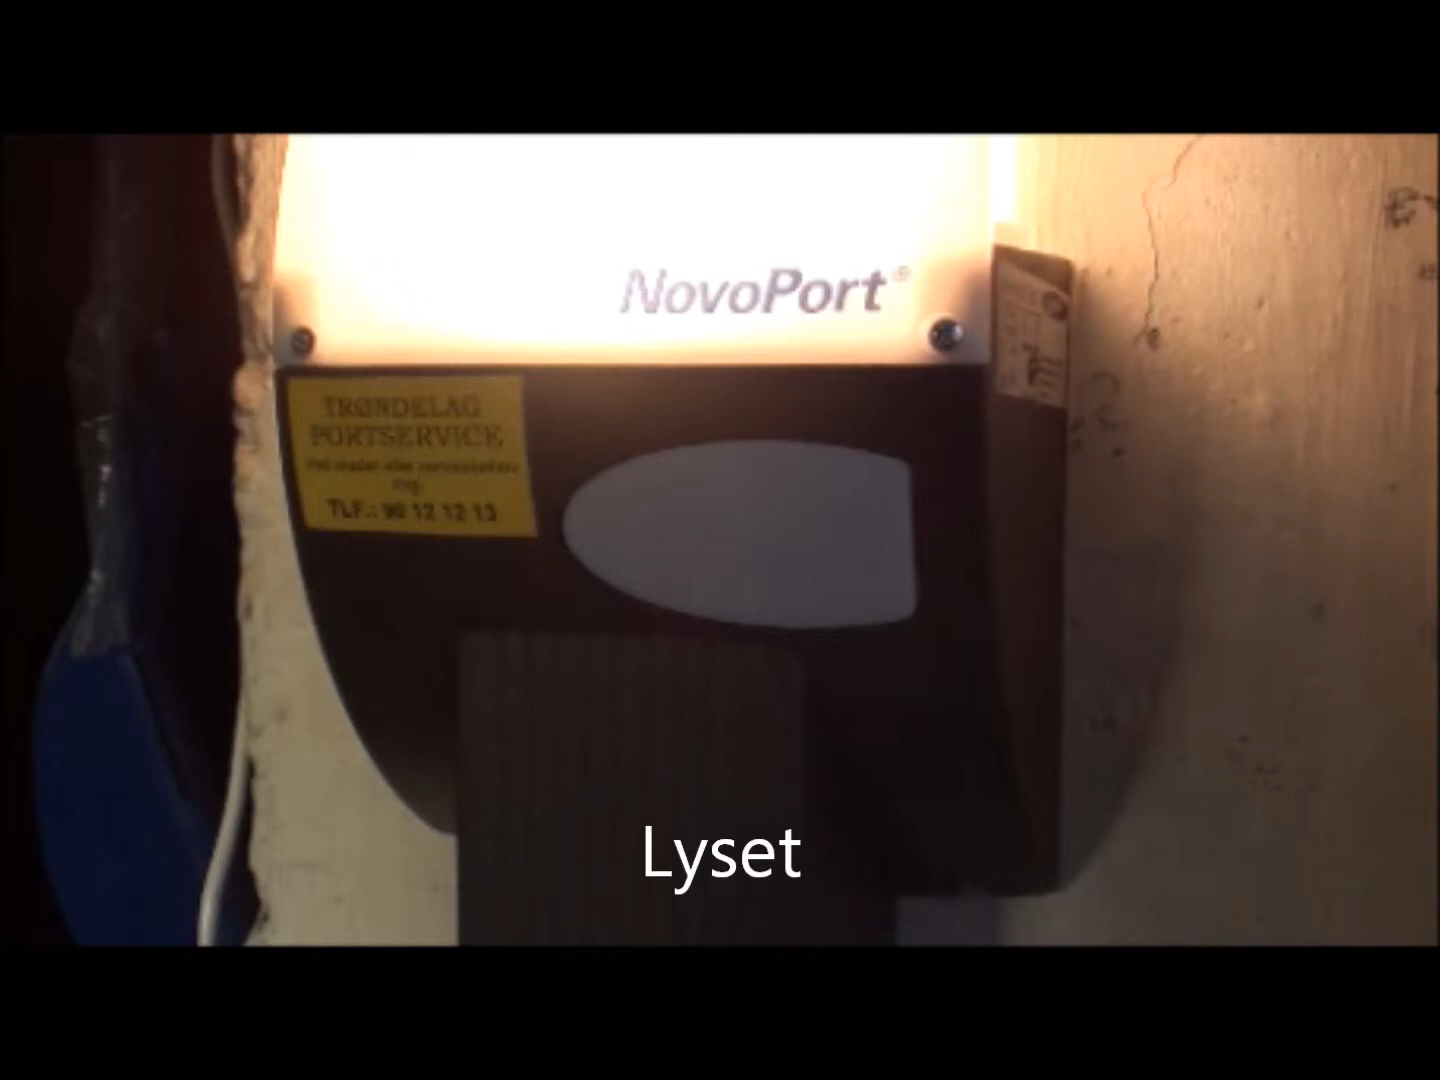 NovoPort®
TRØNDELAG
PORTSERVICE
TLF.: 90 12 12 13
Lyset